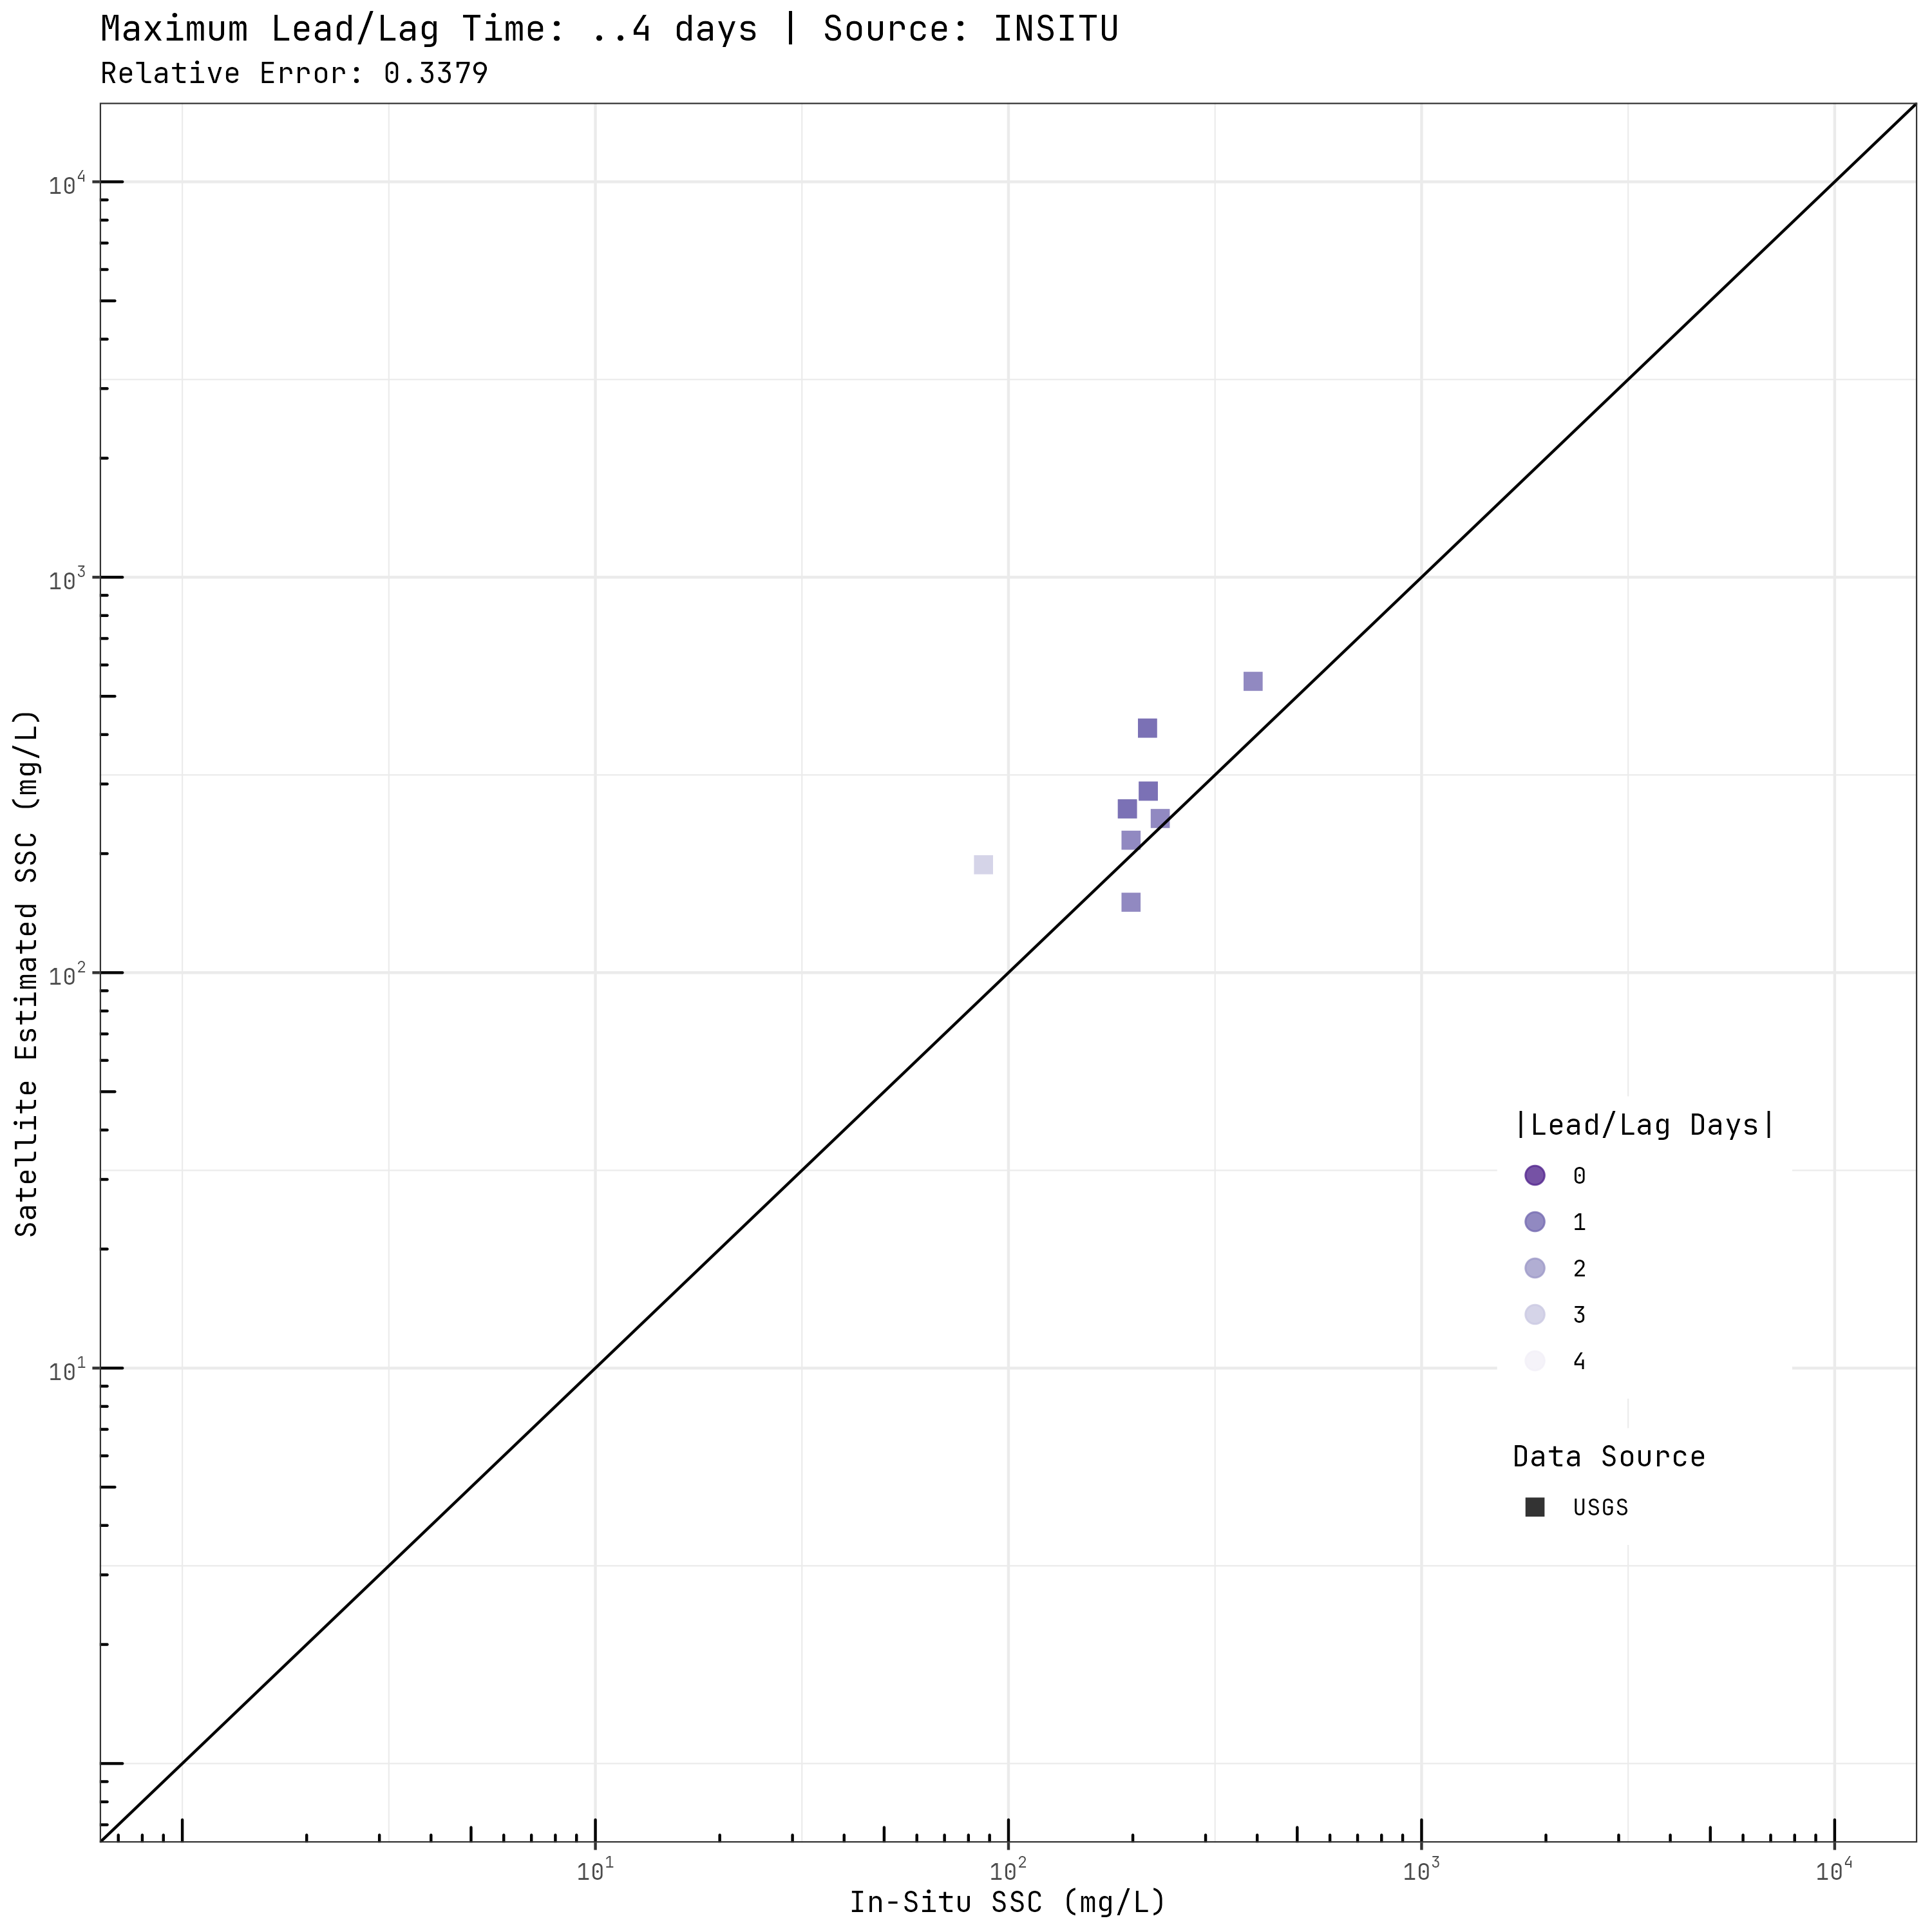 Maximum Lead/Lag Time: ..4 days | Source: INSITU
Relative Error: 0.3379
Satellite Estimated SSC (mg/L)
10⁴
10³
10²
10¹
|Lead/Lag Days|
0
1
2
3
4
Data Source
USGS
10¹ 10² 10³ 10⁴
In-Situ SSC (mg/L)